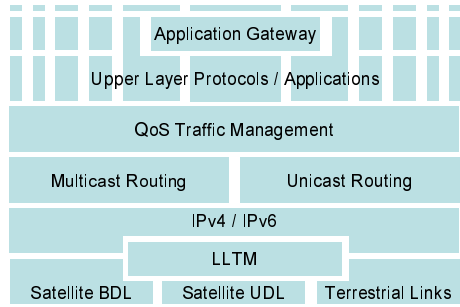 Application Gateway
Upper Layer Protocols / Applications
QoS Traffic Management
Multicast Routing
Unicast Routing
IPv4 / IPv6
LLTM
Satellite BDL
Satellite UDL
Terrestrial Links